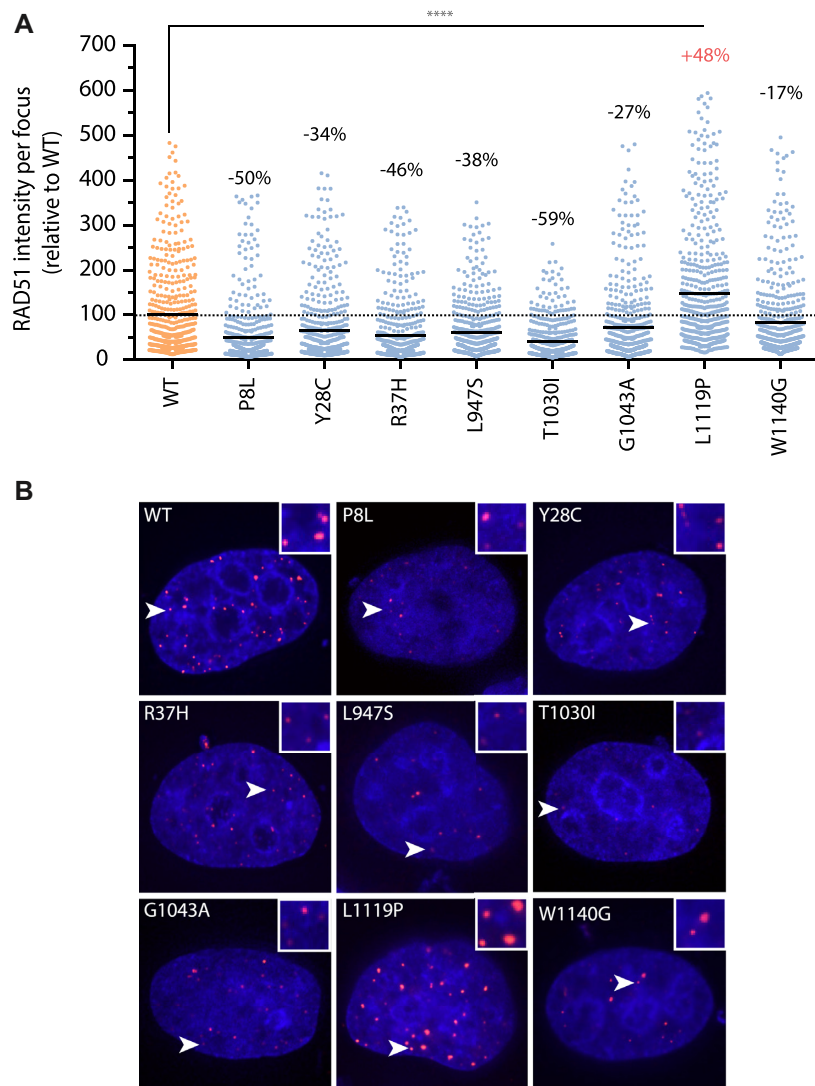 A
****
700
600
500
400
300
200
100
0
RAD51 intensity per focus
(relative to WT)
-50%
-34%
-46%
-38%
-59%
-27%
+48%
-17%
WT
P8L
Y28C
R37H
L947S
T1030I
G1043A
L1119P
W1140G
B
WT
P8L
Y28C
R37H
L947S
T1030I
G1043A
L1119P
W1140G